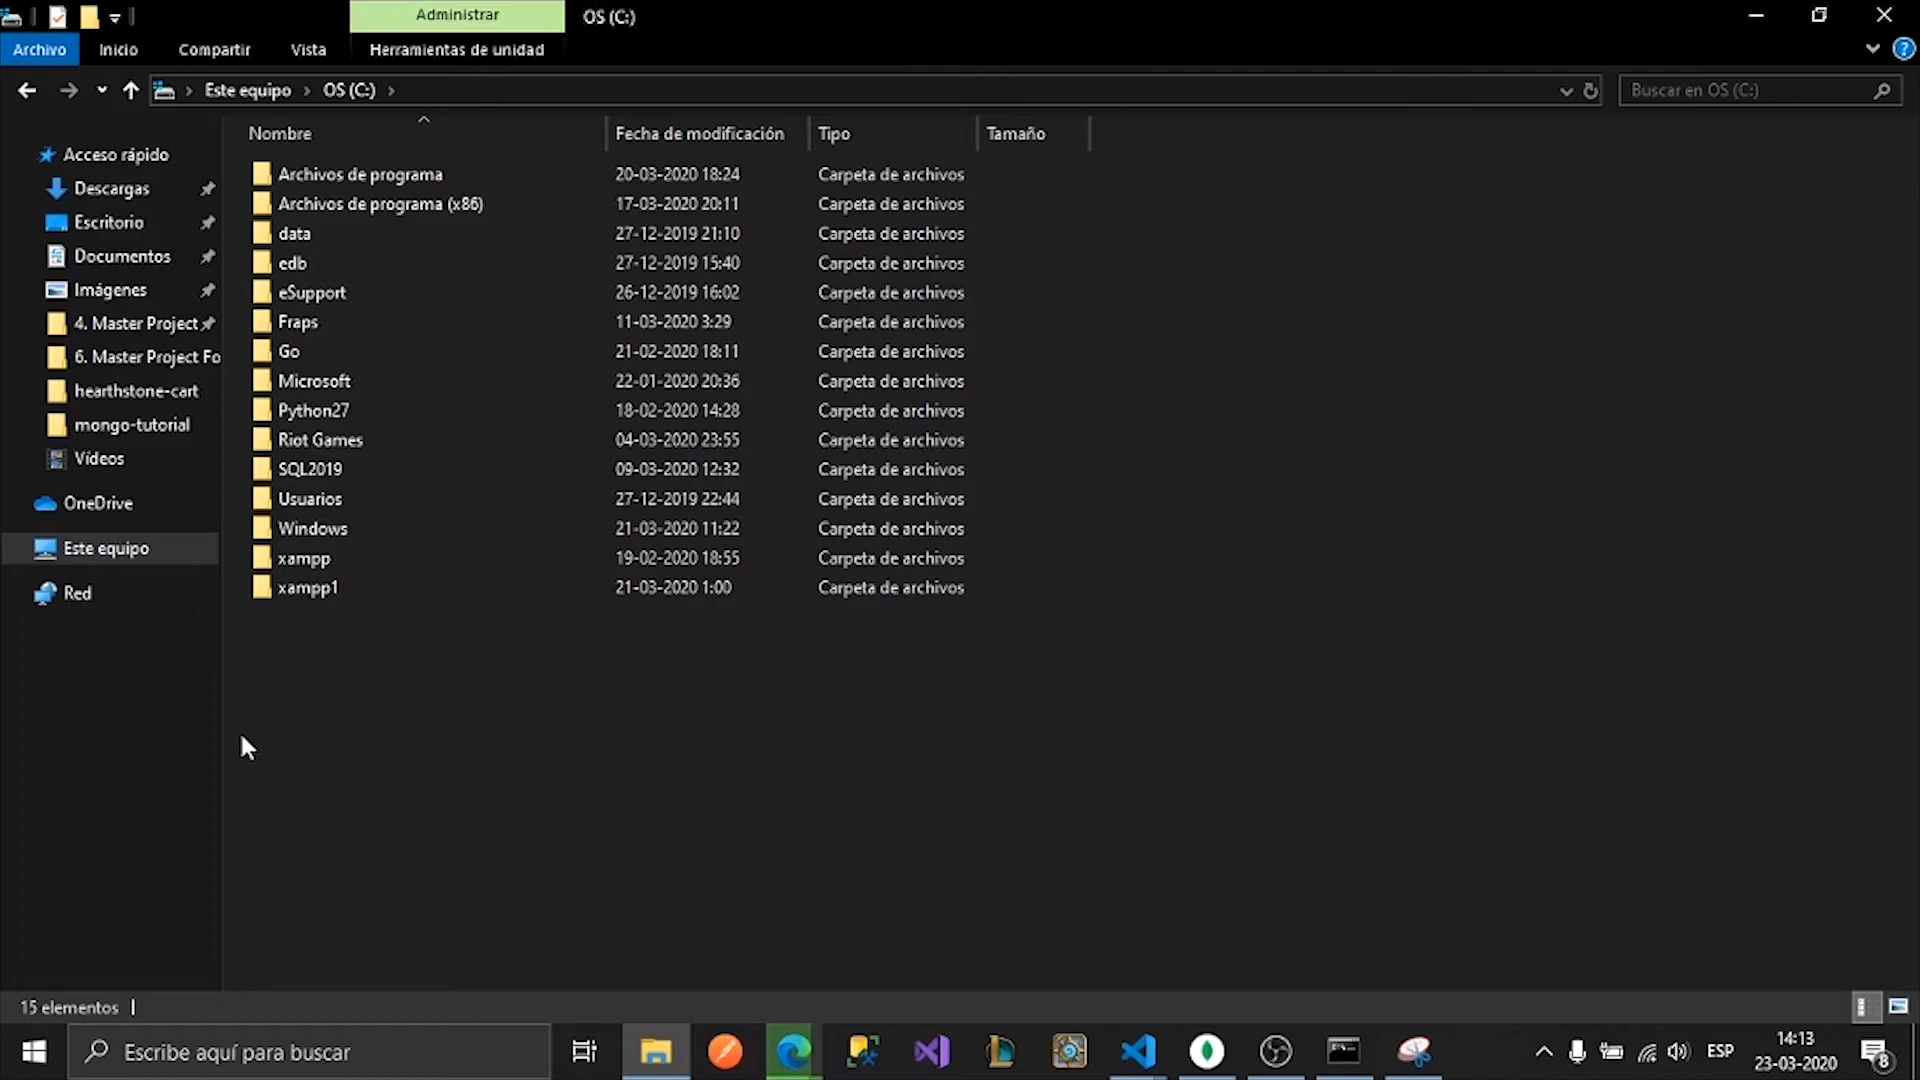 Administrar
OS (C:)
Archivo Inicio Compartir Vista Herramientas de unidad
Este equipo OS (C:)
Buscar en OS (C:)
Nombre Fecha de modificación Tipo Tamaño
Acceso rápido
Descargas
Escritorio
Documentos
Imágenes
4. Master Project
6. Master Project Fo
hearthstone-cart
mongo-tutorial
Vídeos
OneDrive
Este equipo
Red
Archivos de programa 20-03-2020 18:24 Carpeta de archivos
Archivos de programa (x86) 17-03-2020 20:11 Carpeta de archivos
data 27-12-2019 21:10 Carpeta de archivos
edb 27-12-2019 15:40 Carpeta de archivos
eSupport 26-12-2019 16:02 Carpeta de archivos
Fraps 11-03-2020 3:29 Carpeta de archivos
Go 21-02-2020 18:11 Carpeta de archivos
Microsoft 22-01-2020 20:36 Carpeta de archivos
Python27 18-02-2020 14:28 Carpeta de archivos
Riot Games 04-03-2020 23:55 Carpeta de archivos
SQL2019 09-03-2020 12:32 Carpeta de archivos
Usuarios 27-12-2019 22:44 Carpeta de archivos
Windows 21-03-2020 11:22 Carpeta de archivos
xampp 19-02-2020 18:55 Carpeta de archivos
xampp1 21-03-2020 1:00 Carpeta de archivos
15 elementos
Escribe aquí para buscar
ESP
14:13
23-03-2020
8